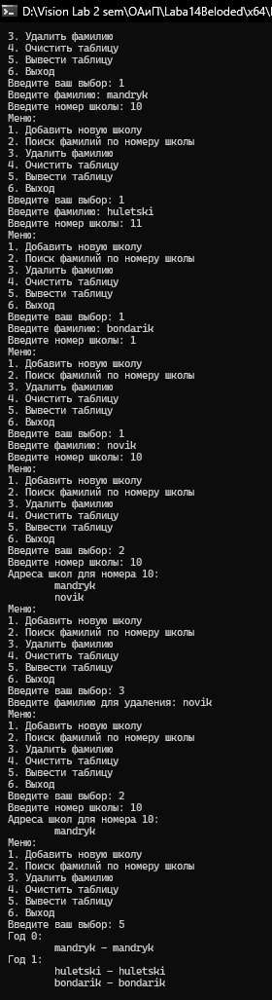 D:\Vision Lab 2 sem\ОАиП\Laba14Beloded\x64\
3. Удалить фамилию
4. Очистить таблицу
5. Вывести таблицу
6. Выход
Введите ваш выбор: 1
Введите фамилию: mandryk
Введите номер школы: 10
Меню:
1. Добавить новую школу
2. Поиск фамилий по номеру школы
3. Удалить фамилию
4. Очистить таблицу
5. Вывести таблицу
6. Выход
Введите ваш выбор: 1
Введите фамилию: huletski
Введите номер школы: 11
Меню:
1. Добавить новую школу
2. Поиск фамилий по номеру школы
3. Удалить фамилию
4. Очистить таблицу
5. Вывести таблицу
6. Выход
Введите ваш выбор: 1
Введите фамилию: bondarik
Введите номер школы: 1
Меню:
1. Добавить новую школу
2. Поиск фамилий по номеру школы
3. Удалить фамилию
4. Очистить таблицу
5. Вывести таблицу
6. Выход
Введите ваш выбор: 1
Введите фамилию: novik
Введите номер школы: 10
Меню:
1. Добавить новую школу
2. Поиск фамилий по номеру школы
3. Удалить фамилию
4. Очистить таблицу
5. Вывести таблицу
6. Выход
Введите ваш выбор: 2
Введите номер школы: 10
Адреса школ для номера 10:
mandryk
novik
Меню:
1. Добавить новую школу
2. Поиск фамилий по номеру школы
3. Удалить фамилию
4. Очистить таблицу
5. Вывести таблицу
6. Выход
Введите ваш выбор: 3
Введите фамилию для удаления: novik
Меню:
1. Добавить новую школу
2. Поиск фамилий по номеру школы
3. Удалить фамилию
4. Очистить таблицу
5. Вывести таблицу
6. Выход
Введите ваш выбор: 2
Введите номер школы: 10
Адреса школ для номера 10:
mandryk
Меню:
1. Добавить новую школу
2. Поиск фамилий по номеру школы
3. Удалить фамилию
4. Очистить таблицу
5. Вывести таблицу
6. Выход
Введите ваш выбор: 5
Год 0:
mandryk - mandryk
Год 1:
huletski - huletski
bondarik - bondarik